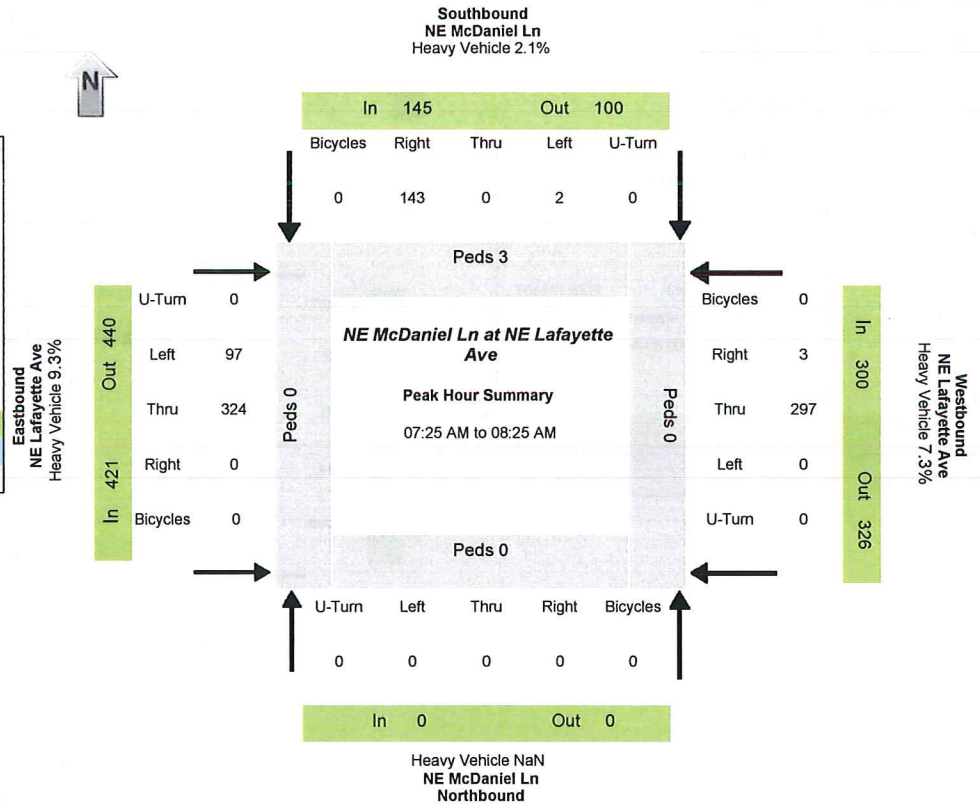 Southbound
NE McDaniel Ln
Heavy Vehicle 2.1%
N
In 145 Out 100
Bicycles Right Thru Left U-Turn
0 143 0 2 0
Peds 3
Eastbound
NE Lafayette Ave
Heavy Vehicle 9.3%
In 421 Out 440
U-Turn 0
Left 97
Thru 324
Right 0
Bicycles 0
Peds 0
NE McDaniel Ln at NE Lafayette
Ave
Peak Hour Summary
07:25 AM to 08:25 AM
Peds 0
Bicycles 0
Right 3
Thru 297
Left 0
U-Turn 0
In 300 Out 326
Westbound
NE Lafayette Ave
Heavy Vehicle 7.3%
Peds 0
U-Turn Left Thru Right Bicycles
0 0 0 0 0
In 0 Out 0
Heavy Vehicle NaN
NE McDaniel Ln
Northbound